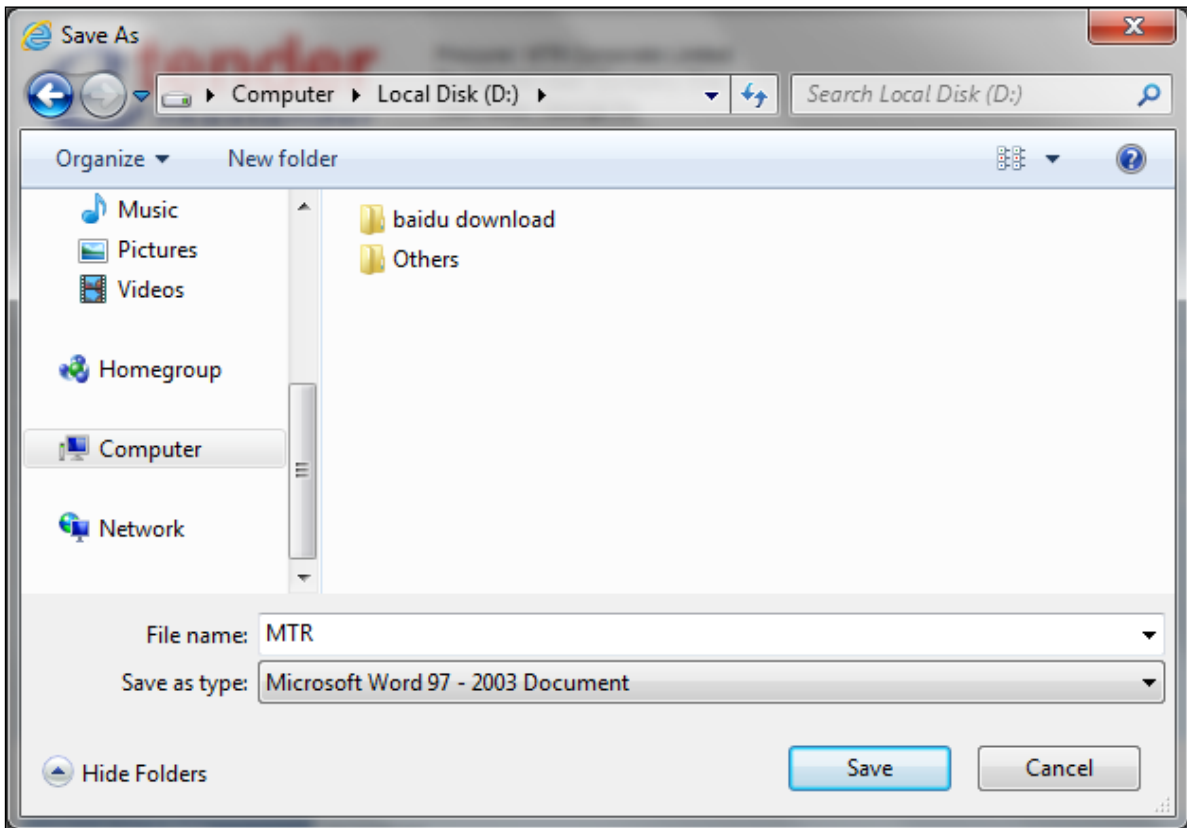 Save As
Computer Local Disk (D:) Search Local Disk (D:)
Organize New folder
Music
Pictures
Videos
Homegroup
Computer
Network
baidu download
Others
File name: MTR
Save as type: Microsoft Word 97 - 2003 Document
Hide Folders Save Cancel